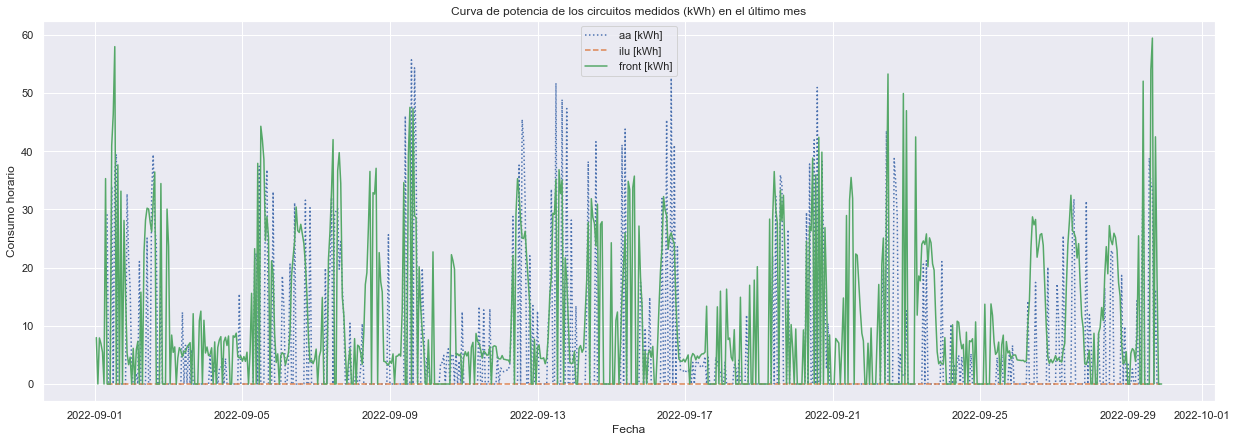 Curva de potencia de los circuitos medidos (kWh) en el último mes
aa [kWh]
ilu [kWh]
front [kWh]
Consumo horario
60
50
40
30
20
10
0
2022-09-01
2022-09-05
2022-09-09
2022-09-13
2022-09-17
2022-09-21
2022-09-25
2022-09-29
2022-10-01
Fecha